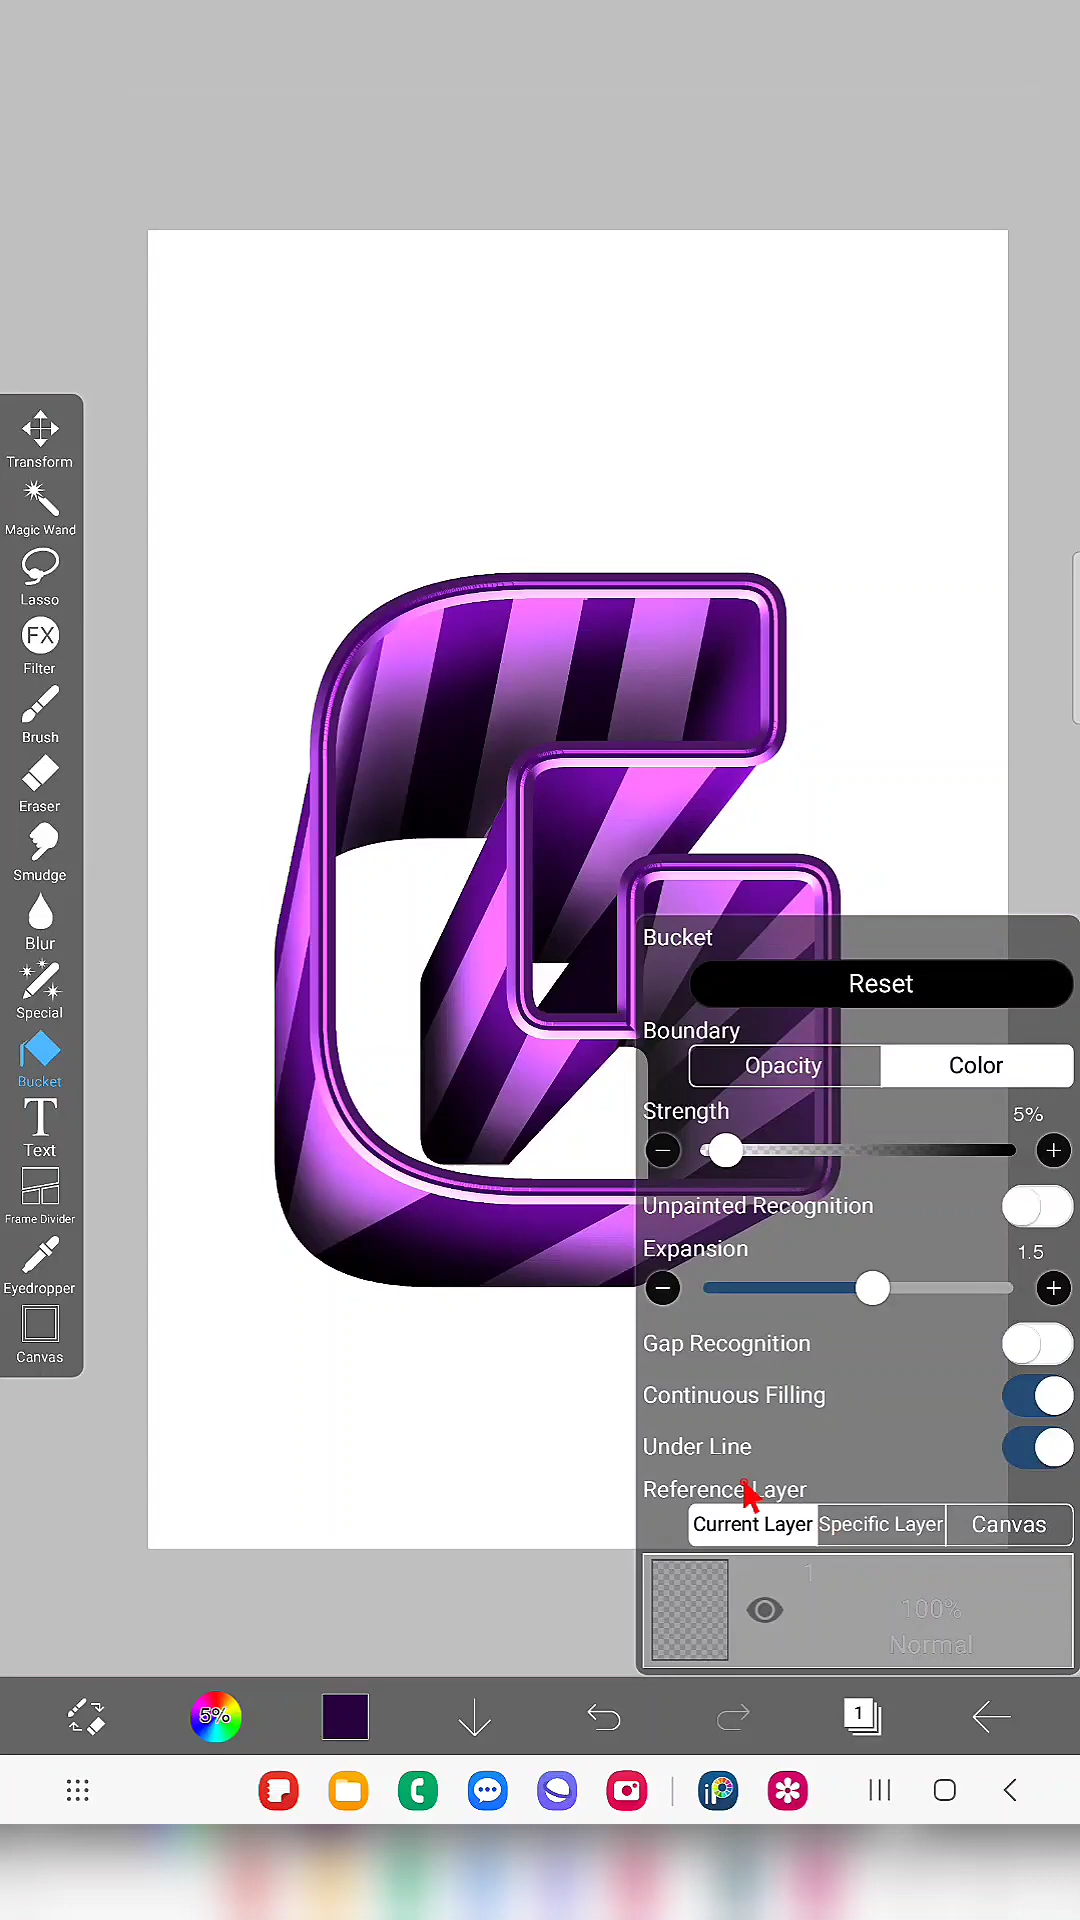 Transform
Magic Wand
Lasso
FX
Filter
Brush
Eraser
Smudge
Blur
Special
Bucket
T
Text
Frame Divider
Eyedropper
Canvas
G
Bucket
Reset
Boundary
Opacity Color
Strength 5%
Unpainted Recognition
Expansion 1.5
Gap Recognition
Continuous Filling
Under Line
Reference Layer
Current Layer Specific Layer Canvas
1
100%
Normal
5% 1
iP